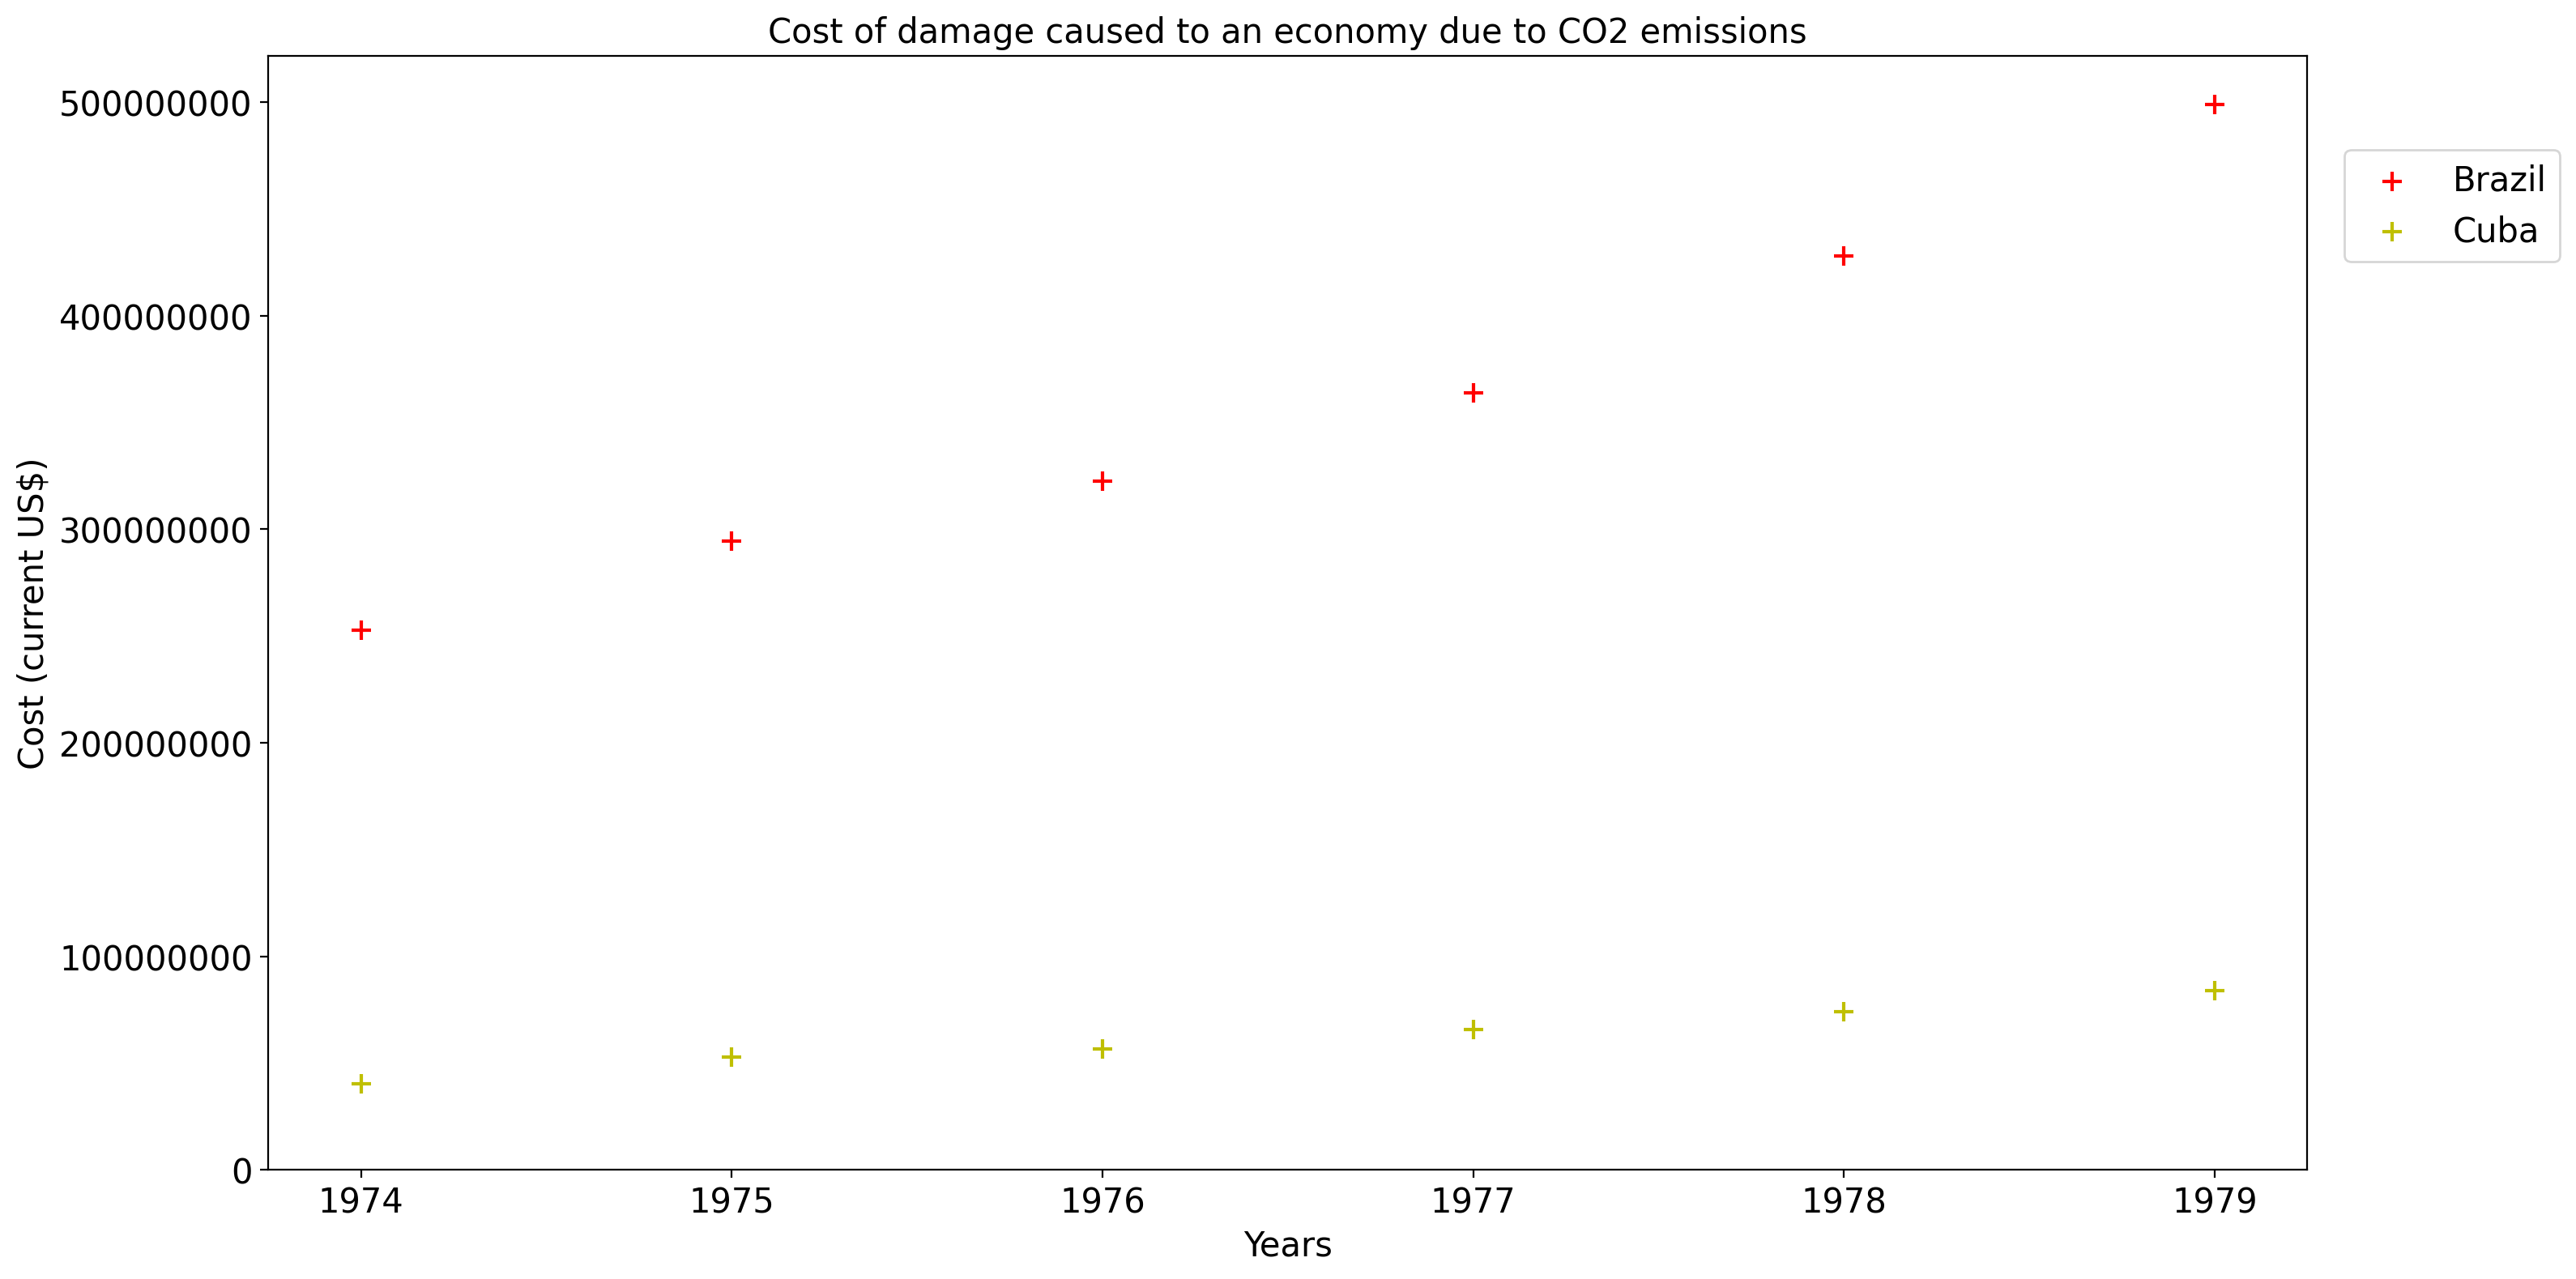 Cost of damage caused to an economy due to CO2 emissions
500000000
400000000
300000000
200000000
100000000
0
Cost (current US$)
1974 1975 1976 1977 1978 1979
Years
Brazil
Cuba